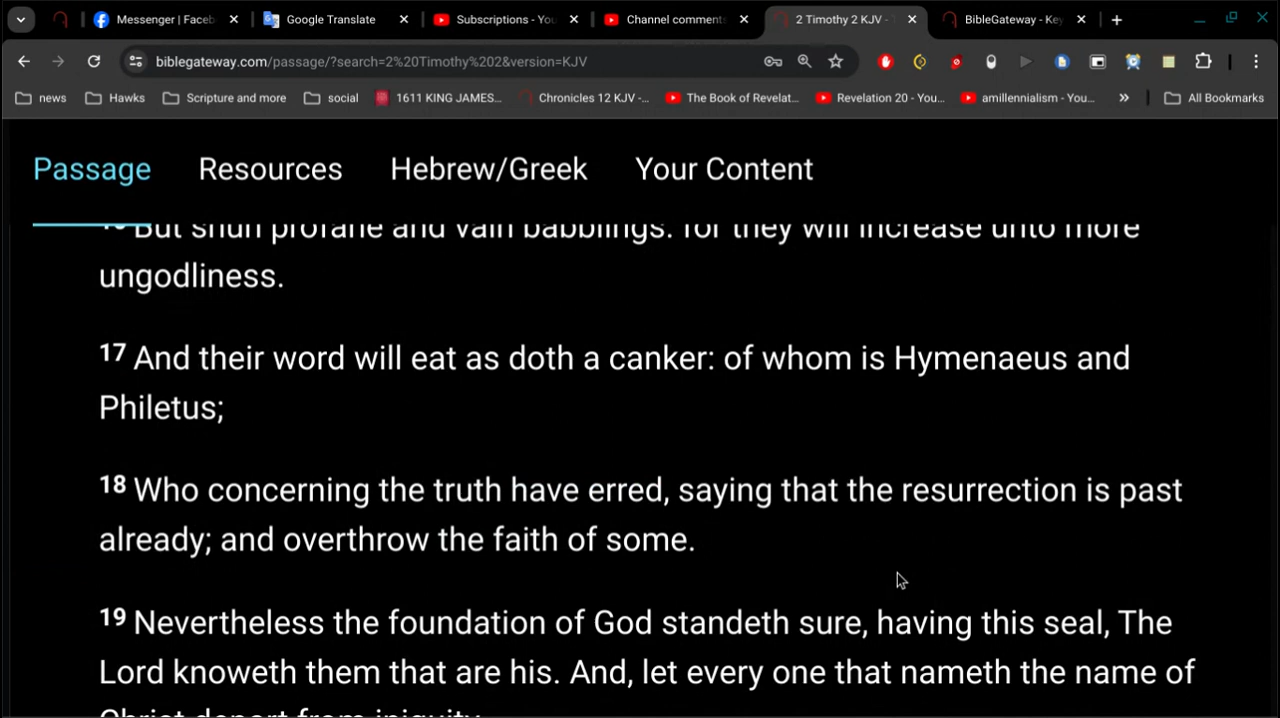 Messenger | Faceb
Google Translate
Subscriptions - You
Channel comments
2 Timothy 2 KJV -
BibleGateway - Key
biblegateway.com/passage/?search=2%20Timothy%202&version=KJV
news
Hawks
Scripture and more
social
1611 KING JAMES...
Chronicles 12 KJV -...
The Book of Revelat...
Revelation 20 - You...
amillennialism - You...
All Bookmarks
Passage
Resources
Hebrew/Greek
Your Content
16 But shun profane and vain babblings: for they will increase unto more
ungodliness.
17 And their word will eat as doth a canker: of whom is Hymenaeus and
Philetus;
18 Who concerning the truth have erred, saying that the resurrection is past
already; and overthrow the faith of some.
19 Nevertheless the foundation of God standeth sure, having this seal, The
Lord knoweth them that are his. And, let every one that nameth the name of
Christ depart from iniquity.